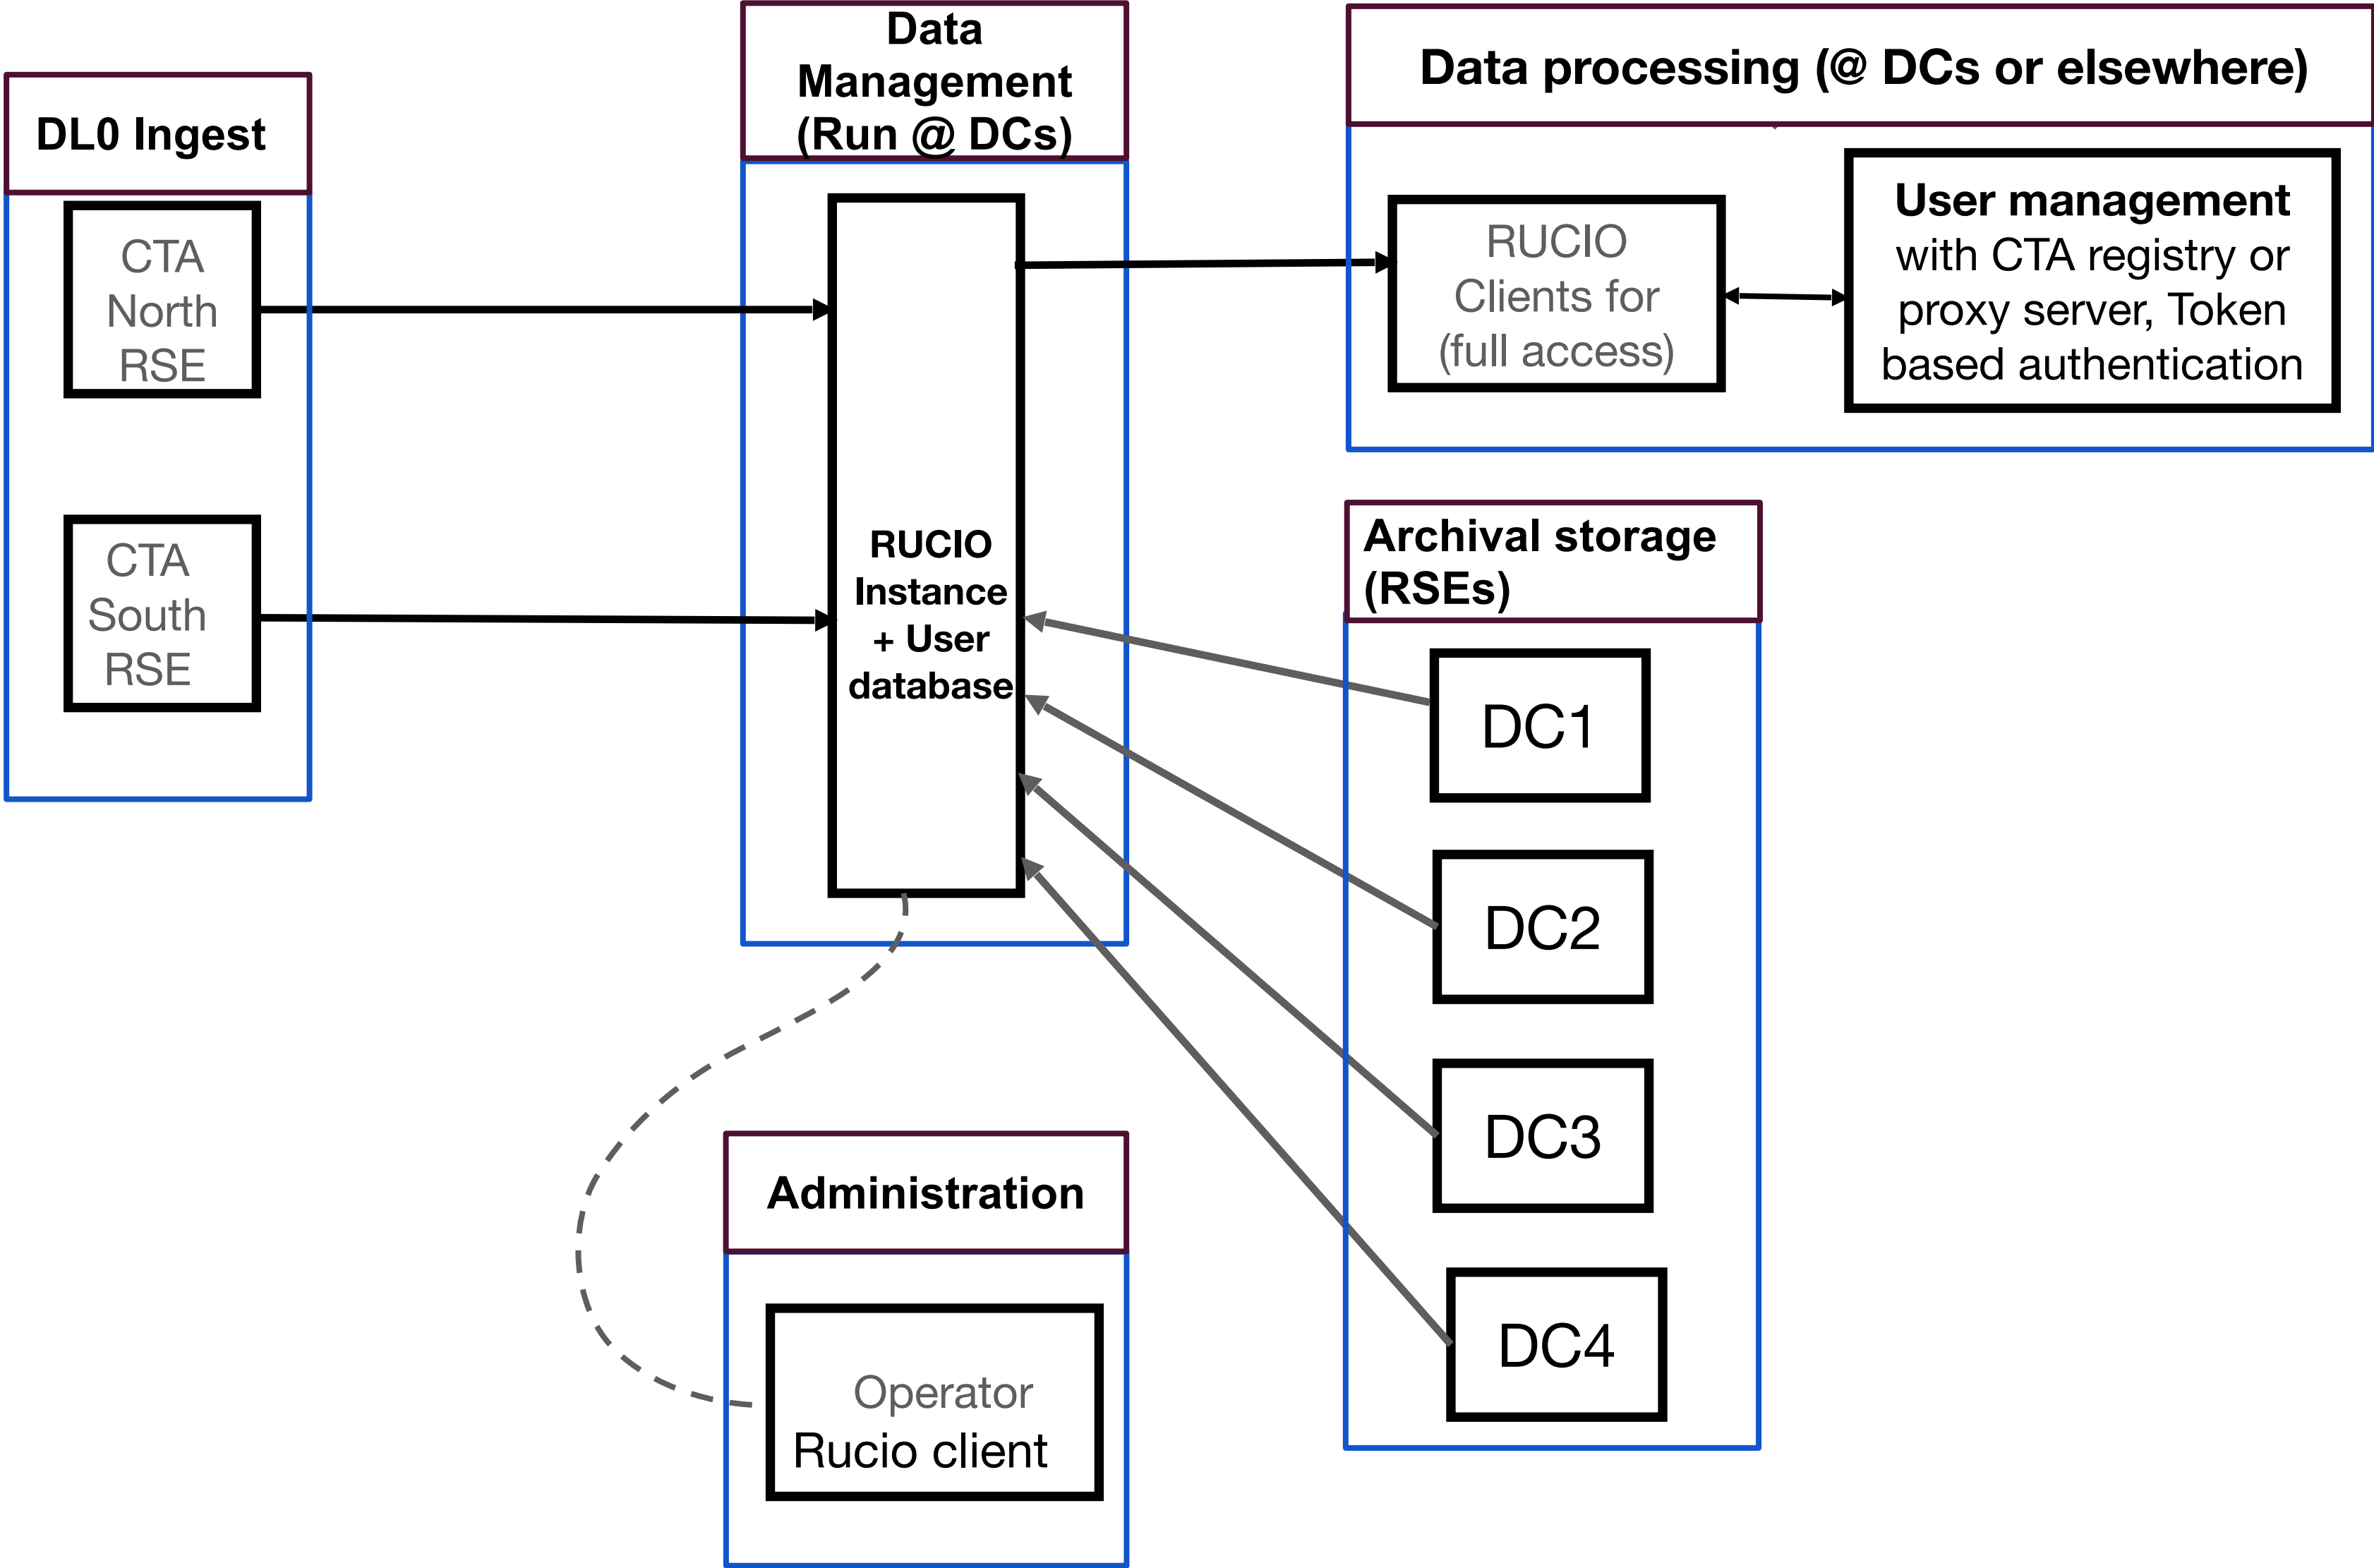 DL0 Ingest
CTA
North
RSE
CTA
South
RSE
Data
Management
(Run @ DCs)
RUCIO
Instance
+ User
database
Data processing (@ DCs or elsewhere)
RUCIO
Clients for
(full access)
User management
with CTA registry or
proxy server, Token
based authentication
Archival storage
(RSEs)
DC1
DC2
DC3
DC4
Administration
Operator
Rucio client